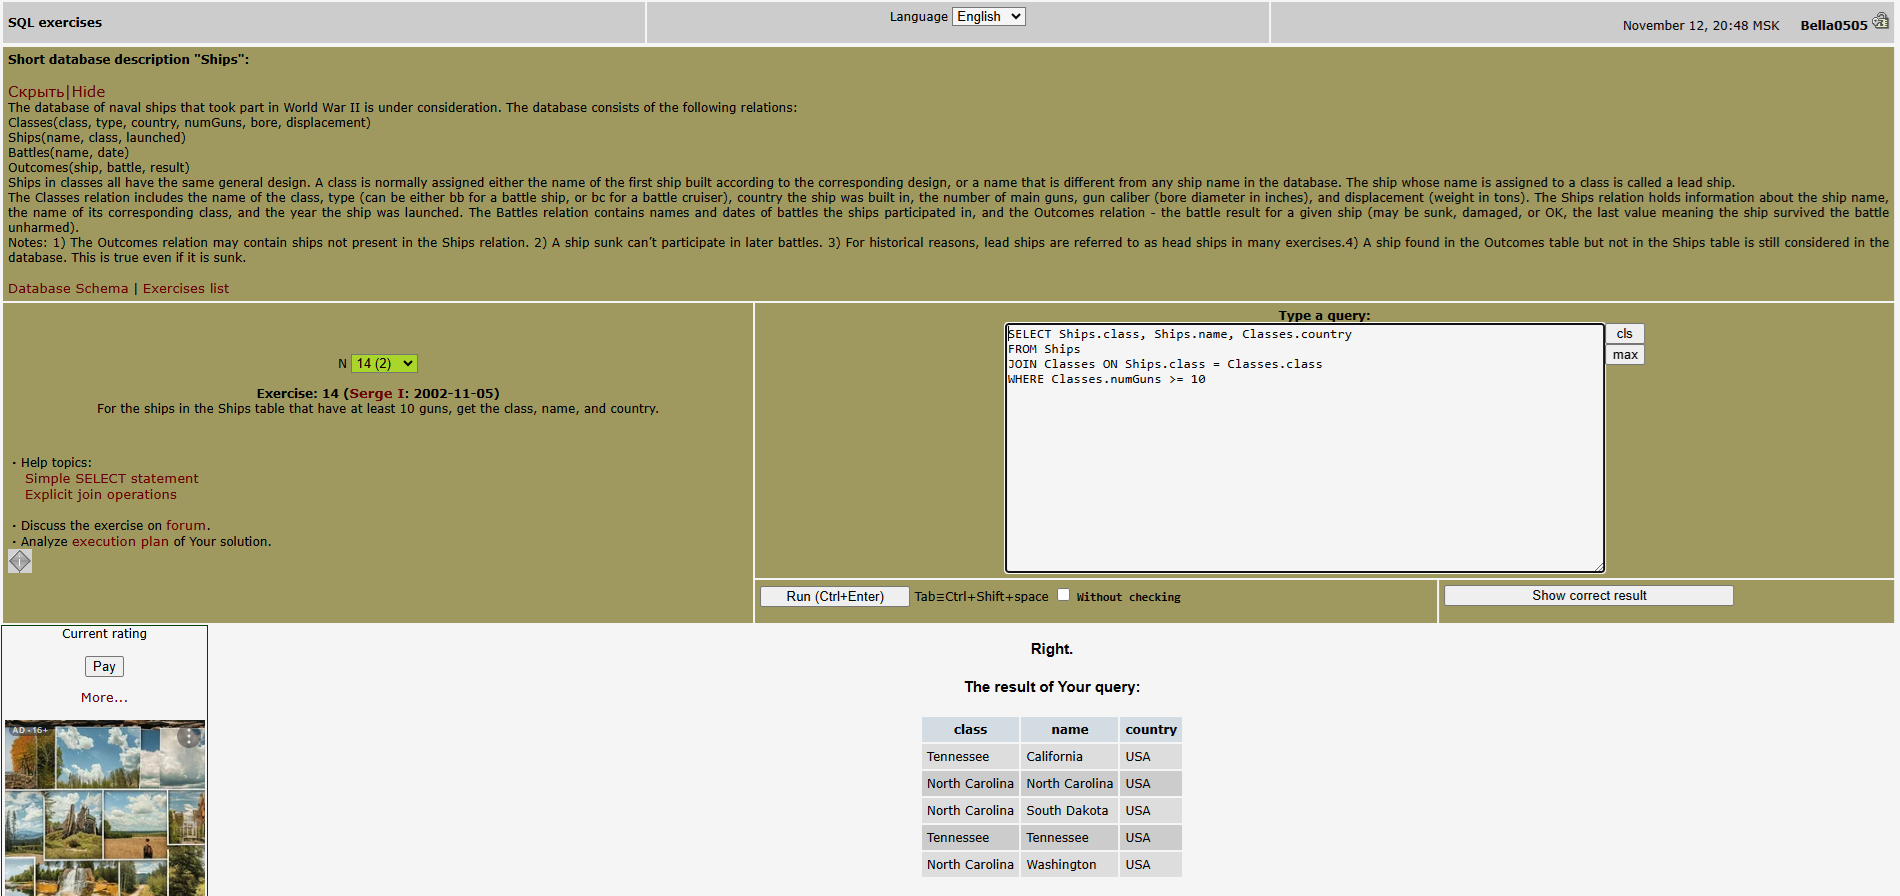 SQL exercises
Language English
November 12, 20:48 MSK Bella0505
Short database description "Ships":
Скрыть|Hide
The database of naval ships that took part in World War II is under consideration. The database consists of the following relations:
Classes(class, type, country, numGuns, bore, displacement)
Ships(name, class, launched)
Battles(name, date)
Outcomes(ship, battle, result)
Ships in classes all have the same general design. A class is normally assigned either the name of the first ship built according to the corresponding design, or a name that is different from any ship name in the database. The ship whose name is assigned to a class is called a lead ship.
The Classes relation includes the name of the class, type (can be either bb for a battle ship, or bc for a battle cruiser), country the ship was built in, the number of main guns, gun caliber (bore diameter in inches), and displacement (weight in tons). The Ships relation holds information about the ship name,
the name of its corresponding class, and the year the ship was launched. The Battles relation contains names and dates of battles the ships participated in, and the Outcomes relation - the battle result for a given ship (may be sunk, damaged, or OK, the last value meaning the ship survived the battle
unharmed).
Notes: 1) The Outcomes relation may contain ships not present in the Ships relation. 2) A ship sunk can’t participate in later battles. 3) For historical reasons, lead ships are referred to as head ships in many exercises.4) A ship found in the Outcomes table but not in the Ships table is still considered in the
database. This is true even if it is sunk.
Database Schema | Exercises list
N 14 (2)
Exercise: 14 (Serge I: 2002-11-05)
For the ships in the Ships table that have at least 10 guns, get the class, name, and country.
· Help topics:
Simple SELECT statement
Explicit join operations
· Discuss the exercise on forum.
· Analyze execution plan of Your solution.
Type a query:
SELECT Ships.class, Ships.name, Classes.country
FROM Ships
JOIN Classes ON Ships.class = Classes.class
WHERE Classes.numGuns >= 10
cls
max
Run (Ctrl+Enter) Tab≡Ctrl+Shift+space Without checking
Show correct result
Current rating
Pay
More...
AD • 16+
Right.
The result of Your query:
class name country
Tennessee California USA
North Carolina North Carolina USA
North Carolina South Dakota USA
Tennessee Tennessee USA
North Carolina Washington USA